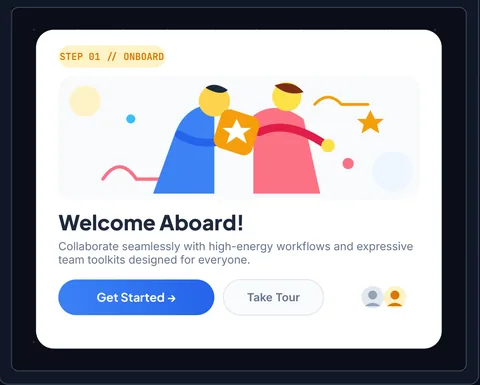 STEP 01 // ONBOARD
Welcome Aboard!
Collaborate seamlessly with high-energy workflows and expressive
team toolkits designed for everyone.
Get Started →
Take Tour